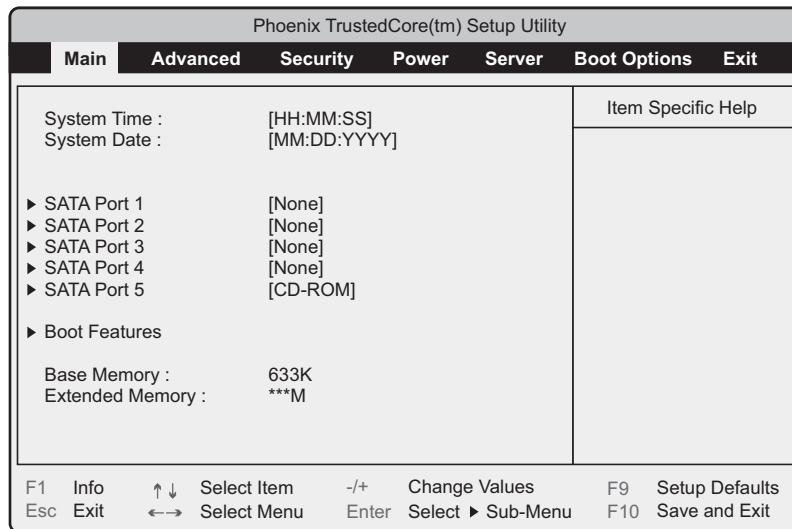 Phoenix TrustedCore(tm) Setup Utility
Main Advanced Security Power Server Boot Options Exit
Item Specific Help
System Time : [HH:MM:SS]
System Date : [MM:DD:YYYY]
SATA Port 1 [None]
SATA Port 2 [None]
SATA Port 3 [None]
SATA Port 4 [None]
SATA Port 5 [CD-ROM]
Boot Features
Base Memory : 633K
Extended Memory : ***M
F1 Info ↑↓ Select Item -/+ Change Values F9 Setup Defaults
Esc Exit ←→ Select Menu Enter Select ▶ Sub-Menu F10 Save and Exit